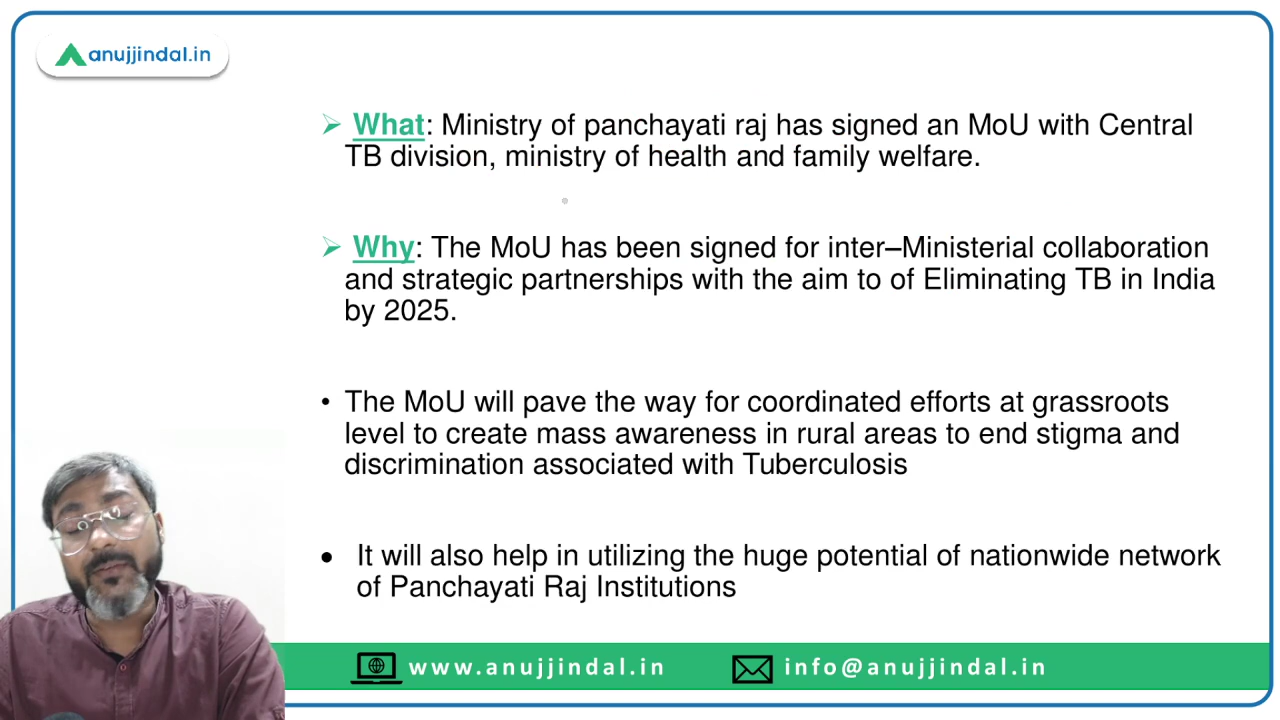 anujjindal.in
➢ What: Ministry of panchayati raj has signed an MoU with Central
TB division, ministry of health and family welfare.
➢ Why: The MoU has been signed for inter–Ministerial collaboration
and strategic partnerships with the aim to of Eliminating TB in India
by 2025.
• The MoU will pave the way for coordinated efforts at grassroots
level to create mass awareness in rural areas to end stigma and
discrimination associated with Tuberculosis
• It will also help in utilizing the huge potential of nationwide network
of Panchayati Raj Institutions
www.anujjindal.in
info@anujjindal.in